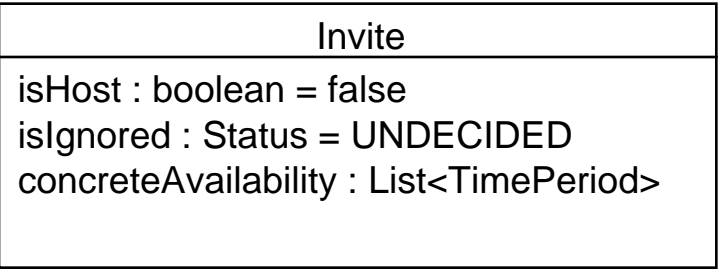 Invite
isHost : boolean = false
isIgnored : Status = UNDECIDED
concreteAvailability : List<TimePeriod>